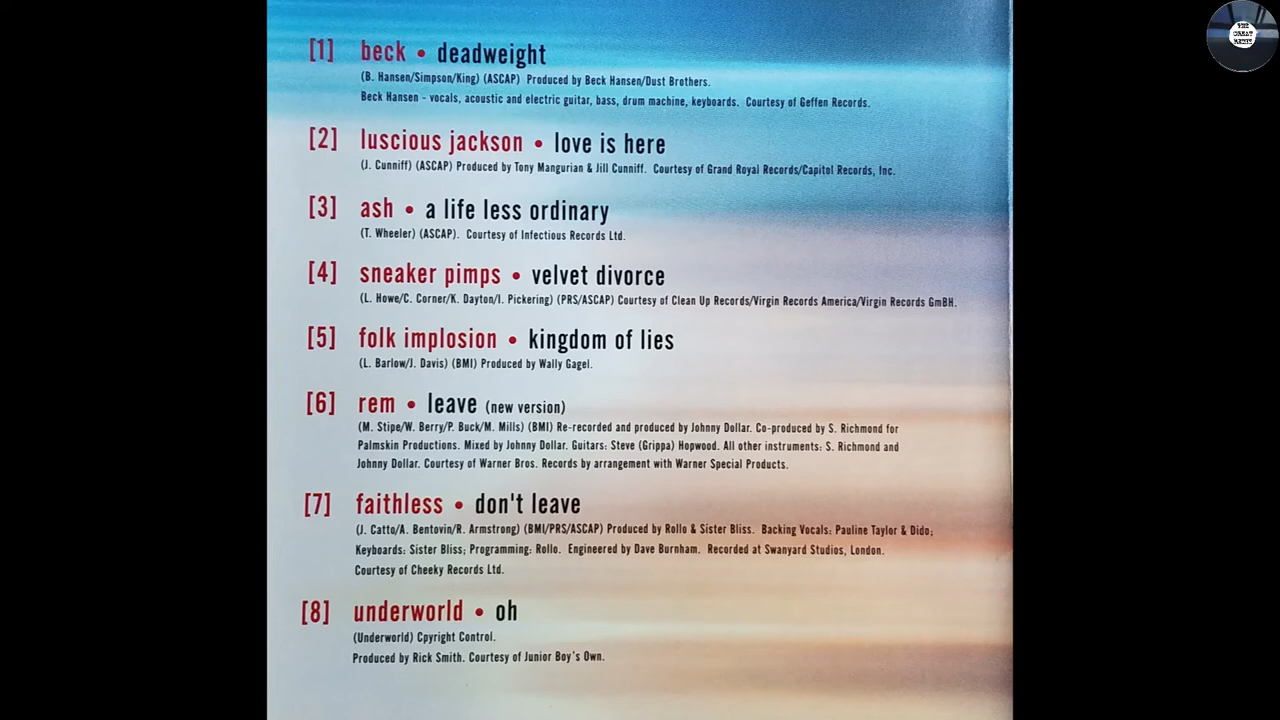 [1] beck • deadweight
(B. Hansen/Simpson/King) (ASCAP) Produced by Beck Hansen/Dust Brothers.
Beck Hansen - vocals, acoustic and electric guitar, bass, drum machine, keyboards. Courtesy of Geffen Records.
[2] luscious jackson • love is here
(J. Cunniff) (ASCAP) Produced by Tony Mangurian & Jill Cunniff. Courtesy of Grand Royal Records/Capitol Records, Inc.
[3] ash • a life less ordinary
(T. Wheeler) (ASCAP). Courtesy of Infectious Records Ltd.
[4] sneaker pimps • velvet divorce
(L. Howe/C. Corner/K. Dayton/I. Pickering) (PRS/ASCAP) Courtesy of Clean Up Records/Virgin Records America/Virgin Records GmBH.
[5] folk implosion • kingdom of lies
(L. Barlow/J. Davis) (BMI) Produced by Wally Gagel.
[6] rem • leave (new version)
(M. Stipe/W. Berry/P. Buck/M. Mills) (BMI) Re-recorded and produced by Johnny Dollar. Co-produced by S. Richmond for
Palmskin Productions. Mixed by Johnny Dollar. Guitars: Steve (Grippa) Hopwood. All other instruments: S. Richmond and
Johnny Dollar. Courtesy of Warner Bros. Records by arrangement with Warner Special Products.
[7] faithless • don't leave
(J. Catto/A. Bentovin/R. Armstrong) (BMI/PRS/ASCAP) Produced by Rollo & Sister Bliss. Backing Vocals: Pauline Taylor & Dido;
Keyboards: Sister Bliss; Programming: Rollo. Engineered by Dave Burnham. Recorded at Swanyard Studios, London.
Courtesy of Cheeky Records Ltd.
[8] underworld • oh
(Underworld) Cpyright Control.
Produced by Rick Smith. Courtesy of Junior Boy's Own.
THE
GREAT